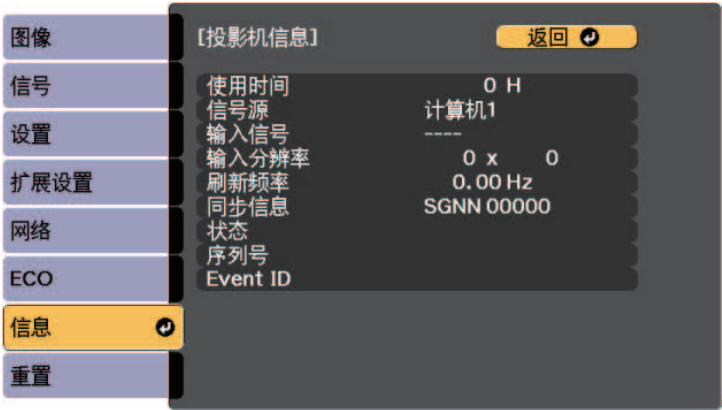 图像
信号
设置
扩展设置
网络
ECO
信息
重置
[投影机信息]
返回
使用时间 0 H
信号源 计算机1
输入信号 ----
输入分辨率 0 x 0
刷新频率 0.00 Hz
同步信息 SGNN 00000
状态
序列号
Event ID